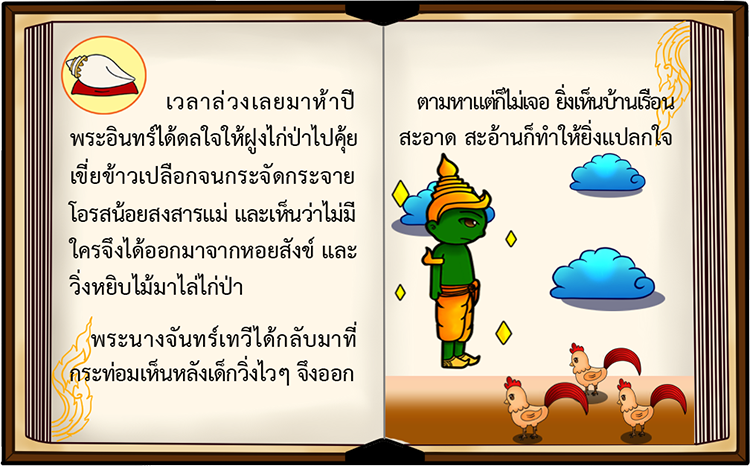 เวลาล่วงเลยมาห้าปี
พระอินทร์ได้ดลใจให้ฝูงไก่ป่าไปคุ้ย
เขี่ยข้าวเปลือกจนกระจัดกระจาย
โอรสน้อยสงสารแม่ และเห็นว่าไม่มี
ใครจึงได้ออกมาจากหอยสังข์ และ
วิ่งหยิบไม้มาไล่ไก่ป่า
พระนางจันทร์เทวีได้กลับมาที่
กระท่อมเห็นหลังเด็กวิ่งไวๆ จึงออก
ตามหาแต่ก็ไม่เจอ ยิ่งเห็นบ้านเรือน
สะอาด สะอ้านก็ทำให้ยิ่งแปลกใจ